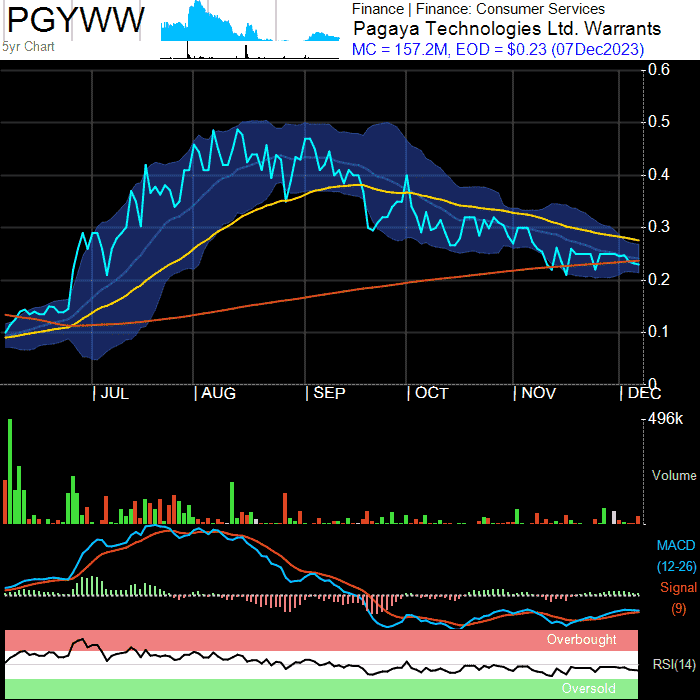 PGYWW
5yr Chart
Finance | Finance: Consumer Services
Pagaya Technologies Ltd. Warrants
MC = 157.2M, EOD = $0.23 (07Dec2023)
0.6
0.5
0.4
0.3
0.2
0.1
0
JUL AUG SEP OCT NOV DEC
496k
Volume
MACD
(12-26)
Signal
(9)
Overbought
RSI(14)
Oversold